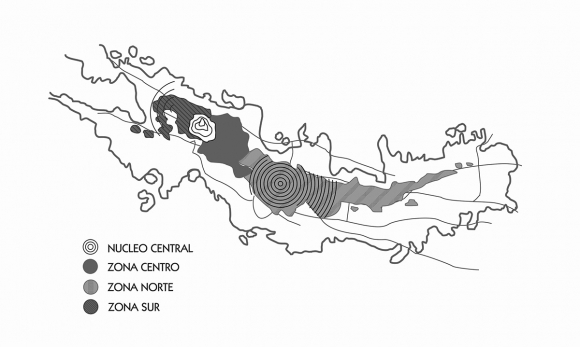 NUCLEO CENTRAL
ZONA CENTRO
ZONA NORTE
ZONA SUR